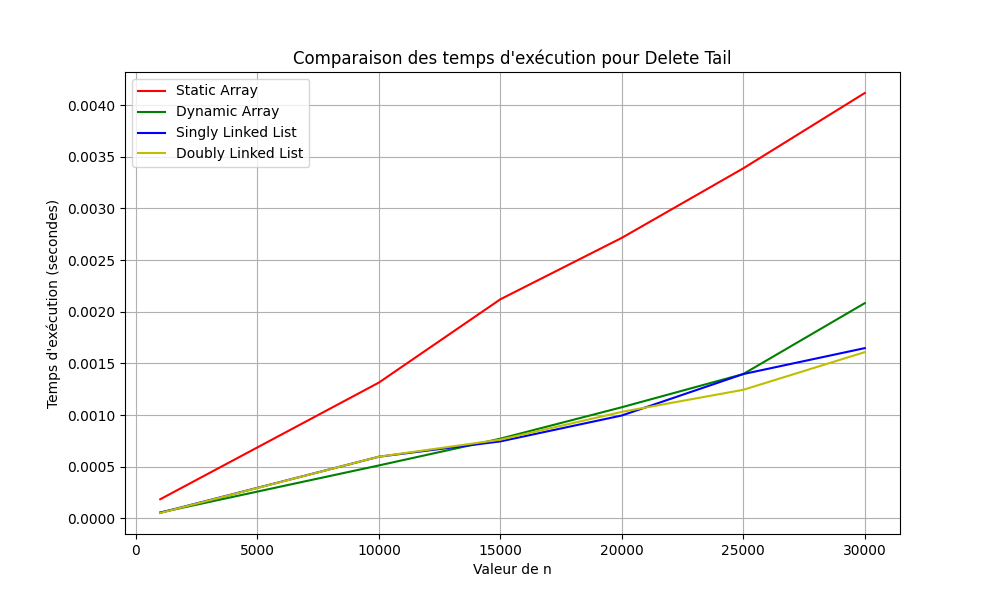 Comparaison des temps d'exécution pour Delete Tail
Static Array
Dynamic Array
Singly Linked List
Doubly Linked List
Temps d'exécution (secondes)
0.0040
0.0035
0.0030
0.0025
0.0020
0.0015
0.0010
0.0005
0.0000
0 5000 10000 15000 20000 25000 30000
Valeur de n